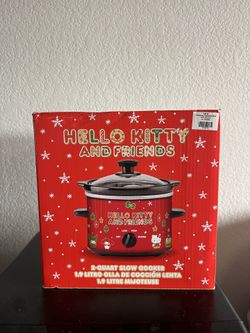 HELLO KITTY
AND FRIENDS
HELLO KITTY
AND FRIENDS
2-QUART SLOW COOKER
1.9 LITRO OLLA DE COCCIÓN LENTA
1.9 LITRE MIJOTEUSE